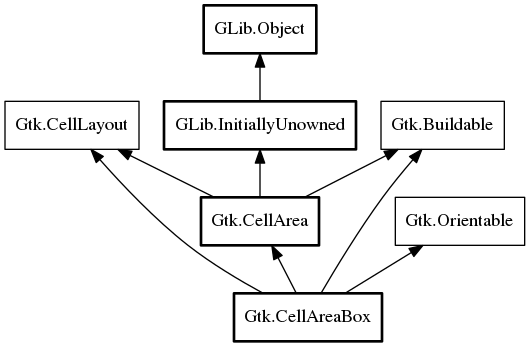 GLib.Object
Gtk.CellLayout
GLib.InitiallyUnowned
Gtk.Buildable
Gtk.CellArea
Gtk.Orientable
Gtk.CellAreaBox